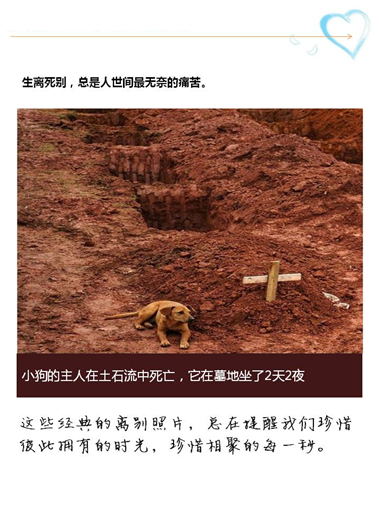 生离死别，总是人世间最无奈的痛苦。
小狗的主人在土石流中死亡，它在墓地坐了2天2夜
这些经典的离别照片，总在提醒我们珍惜
彼此拥有的时光，珍惜相聚的每一秒。